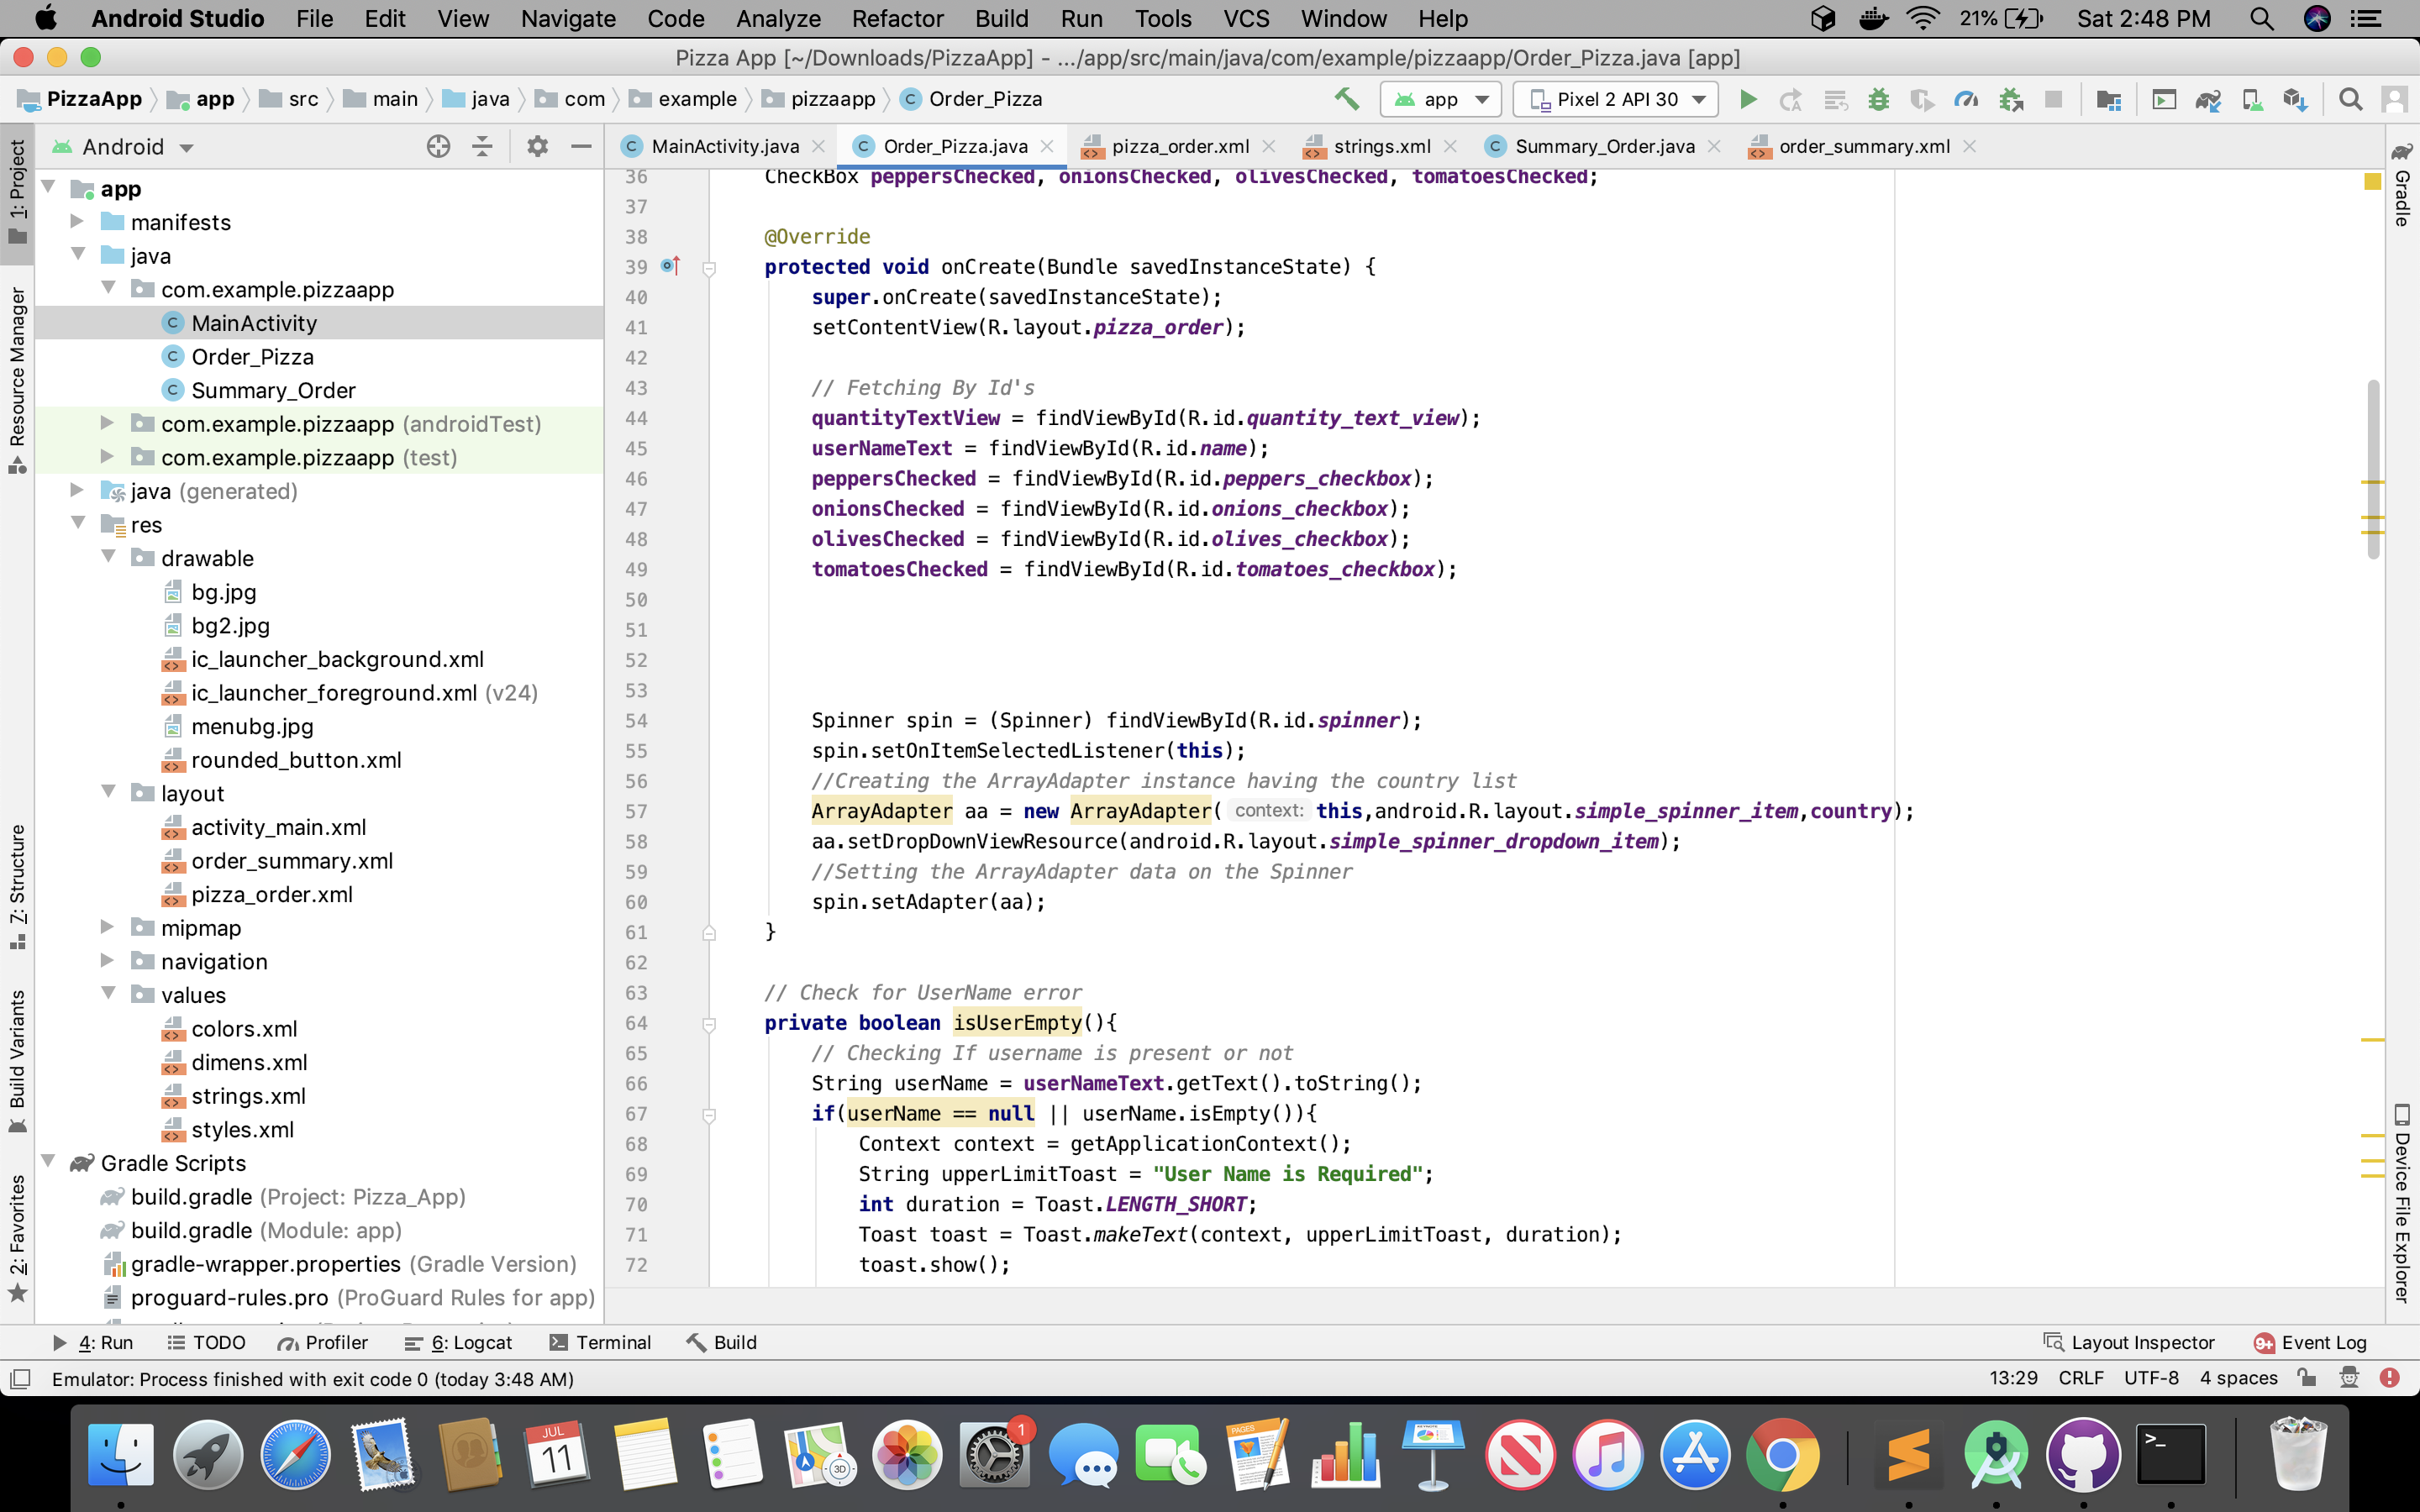 Android Studio File Edit View Navigate Code Analyze Refactor Build Run Tools VCS Window Help 21% Sat 2:48 PM
Pizza App [~/Downloads/PizzaApp] - .../app/src/main/java/com/example/pizzaapp/Order_Pizza.java [app]
PizzaApp app src main java com example pizzaapp Order_Pizza app Pixel 2 API 30
Android
MainActivity.java Order_Pizza.java pizza_order.xml strings.xml Summary_Order.java order_summary.xml
1: Project
Resource Manager
7: Structure
Build Variants
2: Favorites
app
manifests
java
com.example.pizzaapp
MainActivity
Order_Pizza
Summary_Order
com.example.pizzaapp (androidTest)
com.example.pizzaapp (test)
java (generated)
res
drawable
bg.jpg
bg2.jpg
ic_launcher_background.xml
ic_launcher_foreground.xml (v24)
menubg.jpg
rounded_button.xml
layout
activity_main.xml
order_summary.xml
pizza_order.xml
mipmap
navigation
values
colors.xml
dimens.xml
strings.xml
styles.xml
Gradle Scripts
build.gradle (Project: Pizza_App)
build.gradle (Module: app)
gradle-wrapper.properties (Gradle Version)
proguard-rules.pro (ProGuard Rules for app)
36 CheckBox peppersChecked, onionsChecked, olivesChecked, tomatoesChecked;
37
38 @Override
39 protected void onCreate(Bundle savedInstanceState) {
40 super.onCreate(savedInstanceState);
41 setContentView(R.layout.pizza_order);
42
43 // Fetching By Id's
44 quantityTextView = findViewById(R.id.quantity_text_view);
45 userNameText = findViewById(R.id.name);
46 peppersChecked = findViewById(R.id.peppers_checkbox);
47 onionsChecked = findViewById(R.id.onions_checkbox);
48 olivesChecked = findViewById(R.id.olives_checkbox);
49 tomatoesChecked = findViewById(R.id.tomatoes_checkbox);
50
51
52
53
54 Spinner spin = (Spinner) findViewById(R.id.spinner);
55 spin.setOnItemSelectedListener(this);
56 //Creating the ArrayAdapter instance having the country list
57 ArrayAdapter aa = new ArrayAdapter( context: this,android.R.layout.simple_spinner_item,country);
58 aa.setDropDownViewResource(android.R.layout.simple_spinner_dropdown_item);
59 //Setting the ArrayAdapter data on the Spinner
60 spin.setAdapter(aa);
61 }
62
63 // Check for UserName error
64 private boolean isUserEmpty(){
65 // Checking If username is present or not
66 String userName = userNameText.getText().toString();
67 if(userName == null || userName.isEmpty()){
68 Context context = getApplicationContext();
69 String upperLimitToast = "User Name is Required";
70 int duration = Toast.LENGTH_SHORT;
71 Toast toast = Toast.makeText(context, upperLimitToast, duration);
72 toast.show();
Gradle
Device File Explorer
4: Run TODO Profiler 6: Logcat Terminal Build Layout Inspector 9+ Event Log
Emulator: Process finished with exit code 0 (today 3:48 AM) 13:29 CRLF UTF-8 4 spaces
JUL
11
3D
1
PAGES
>_